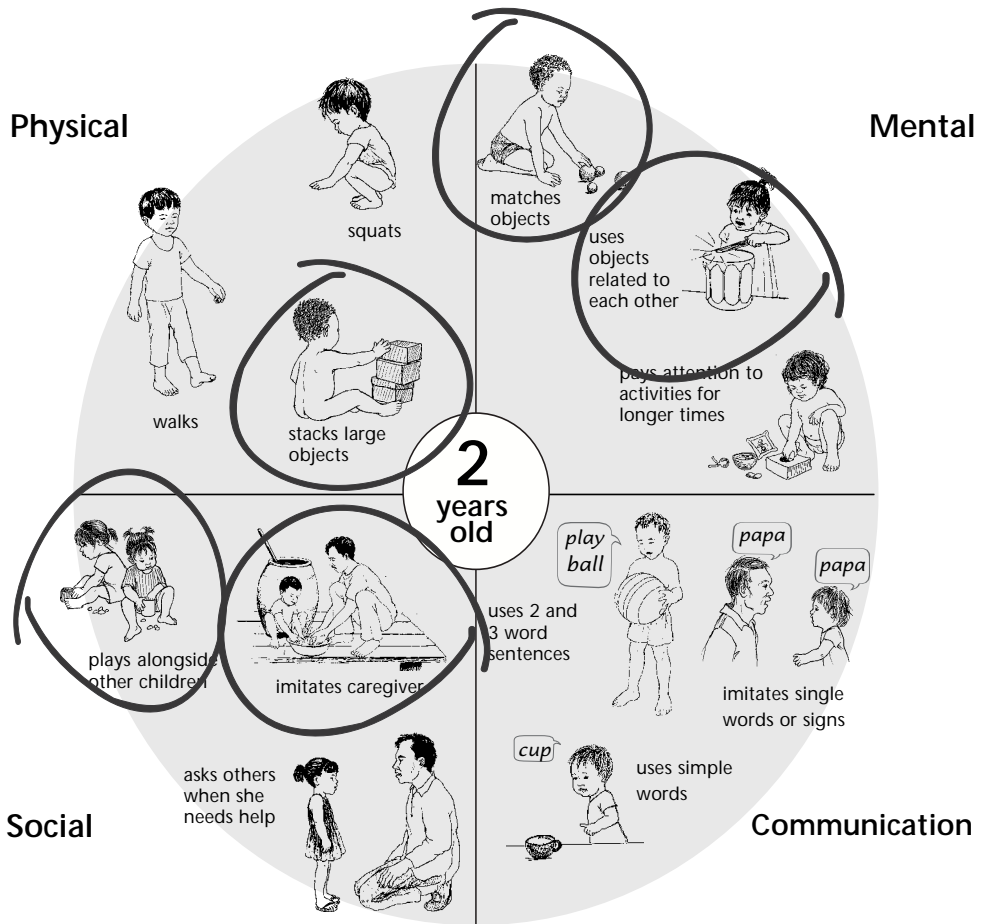 Physical
Mental
squats
walks
stacks large
objects
matches
objects
uses
objects
related to
each other
pays attention to
activities for
longer times
2
years
old
plays alongside
other children
imitates caregiver
asks others
when she
needs help
Social
play
ball
papa
papa
uses 2 and
3 word
sentences
imitates single
words or signs
cup
uses simple
words
Communication